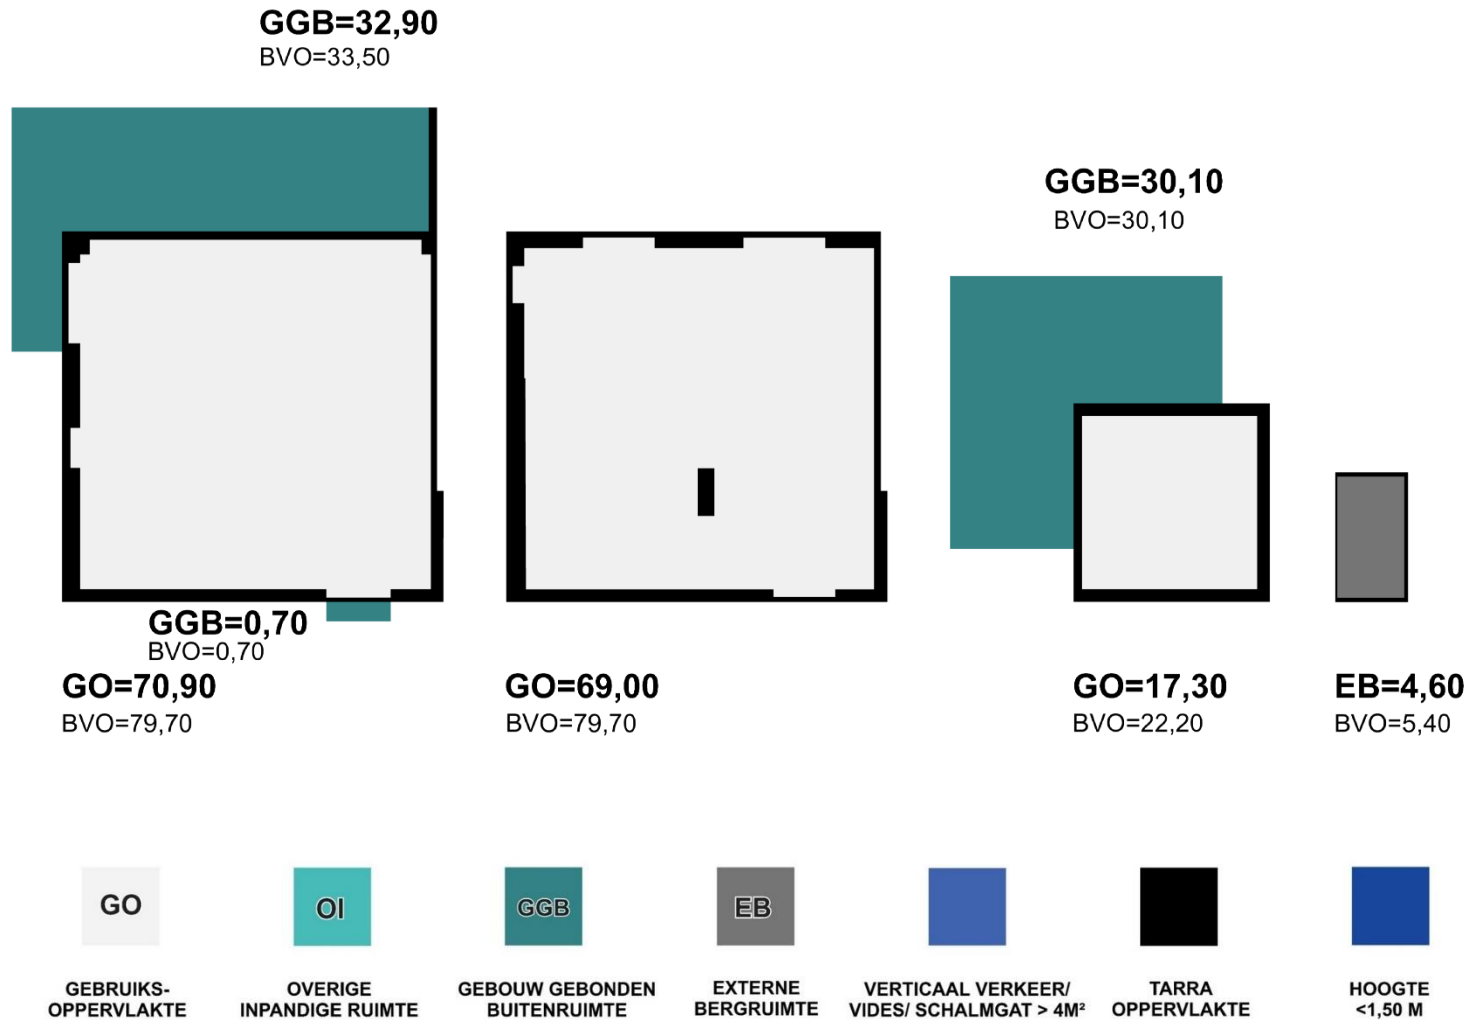 GGB=32,90
BVO=33,50
GGB=30,10
BVO=30,10
GGB=0,70
BVO=0,70
GO=70,90
BVO=79,70
GO=69,00
BVO=79,70
GO=17,30
BVO=22,20
EB=4,60
BVO=5,40
GO
OI
GGB
EB
GEBRUIKS-
OPPERVLAKTE
OVERIGE
INPANDIGE RUIMTE
GEBOUW GEBONDEN
BUITENRUIMTE
EXTERNE
BERGRUIMTE
VERTICAAL VERKEER/
VIDES/ SCHALMGAT > 4M²
TARRA
OPPERVLAKTE
HOOGTE
<1,50 M